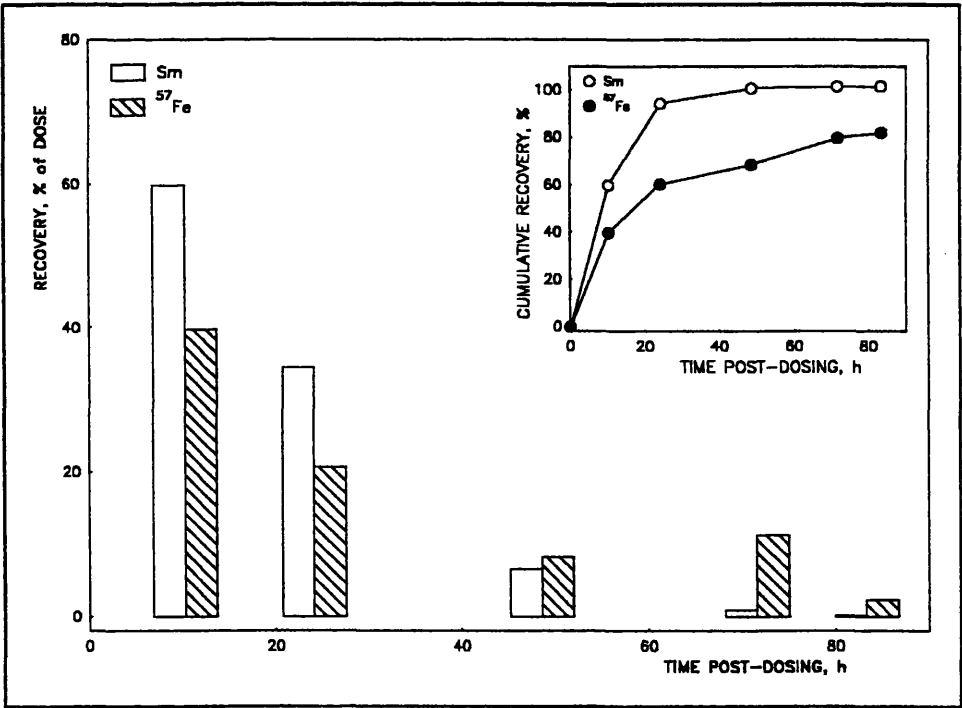 80
60
40
20
0
RECOVERY, % of DOSE
Sm
57Fe
0
20
40
60
80
TIME POST-DOSING, h
100
80
60
40
20
0
CUMULATIVE RECOVERY, %
Sm
57Fe
0
20
40
60
80
TIME POST-DOSING, h